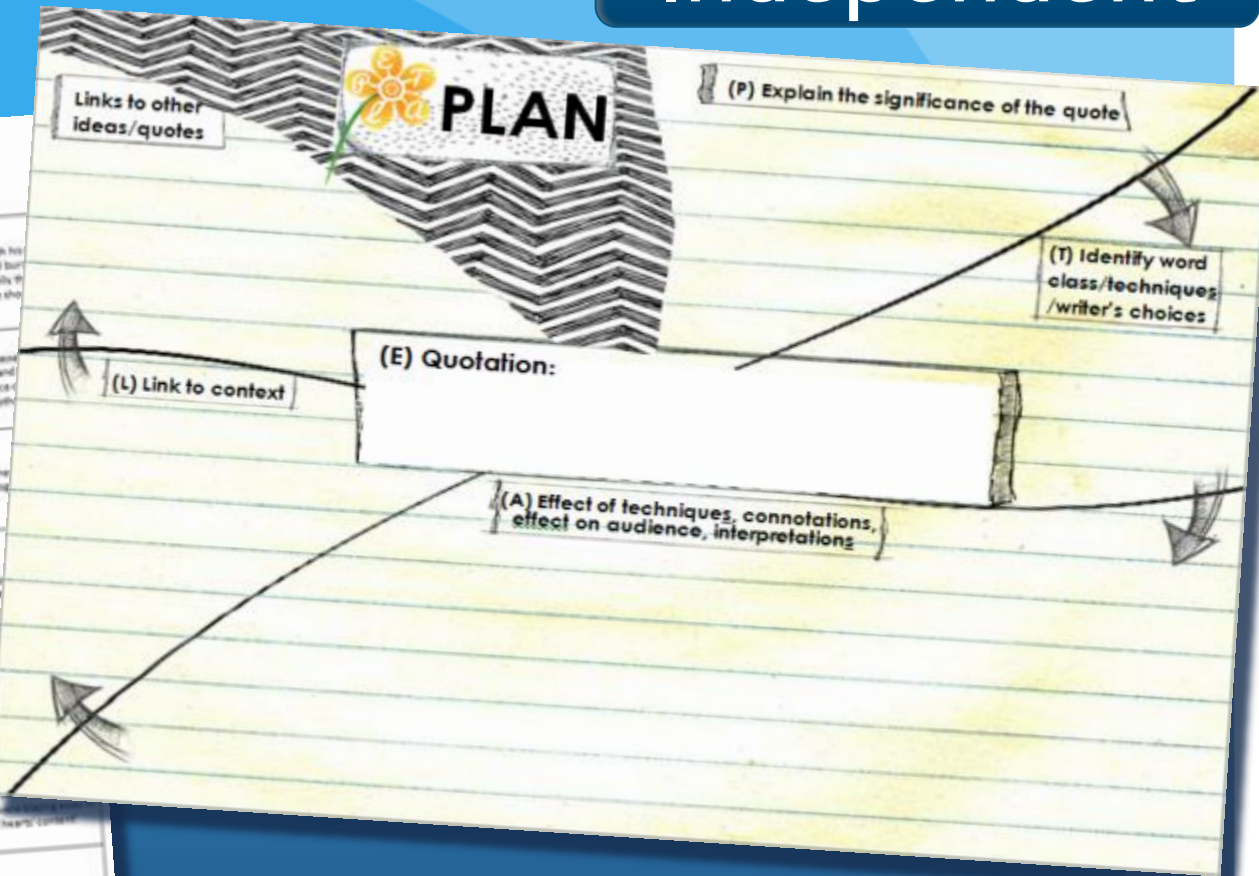 Independent
PLAN
(P) Explain the significance of the quote
Links to other
ideas/quotes
(T) Identify word
class/techniques
/writer's choices
(E) Quotation:
(L) Link to context
(A) Effect of techniques, connotations,
effect on audience, interpretations